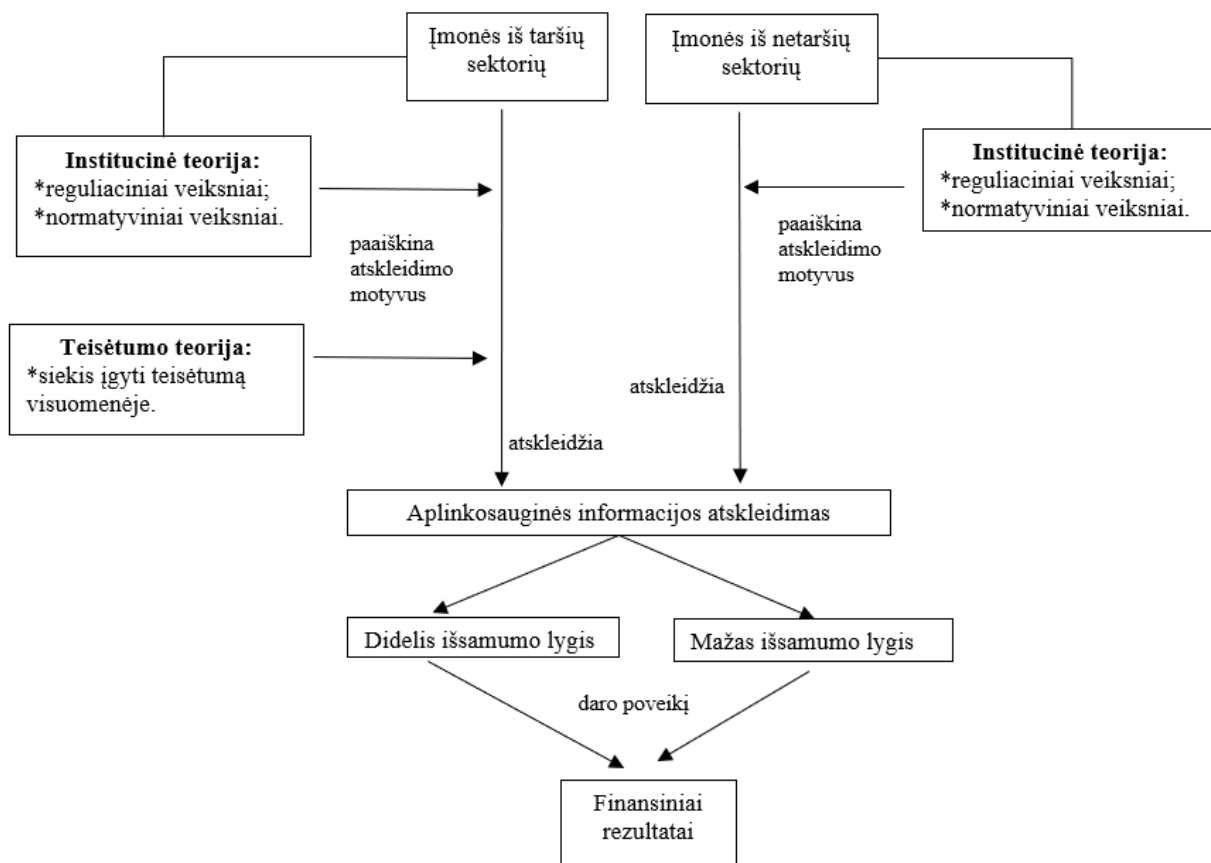 Įmonės iš taršių
sektorių
Įmonės iš netaršių
sektorių
Institucinė teorija:
*reguliaciniai veiksniai;
*normatyviniai veiksniai.
Institucinė teorija:
*reguliaciniai veiksniai;
*normatyviniai veiksniai.
paaiškina
atskleidimo
motyvus
paaiškina
atskleidimo
motyvus
Teisėtumo teorija:
*siekis įgyti teisėtumą
visuomenėje.
atskleidžia
atskleidžia
Aplinkosauginės informacijos atskleidimas
Didelis išsamumo lygis
Mažas išsamumo lygis
daro poveikį
Finansiniai
rezultatai